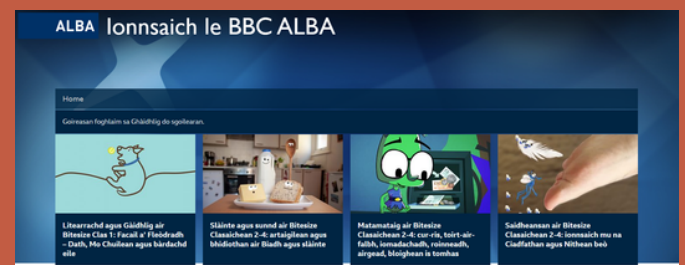 ALBA Ionnsaich le BBC ALBA
Home
Goireasan foghlaim sa Ghàidhlig do sgoilearan.
Litearrachd agus Gàidhlig air
Bitesize Clas 1: Facail a' Fleòdradh
– Dath, Mo Chuilean agus bàrdachd
eile
Slàinte agus sunnd air Bitesize
Clasaichean 2-4: artaigilean agus
bhidiothan air Biadh agus slàinte
Matamataig air Bitesize
Clasaichean 2-4: cur-ris, toirt-air-
falbh, iomadachadh, roinneadh,
airgead, bloighean is tomhas
Saidheansan air Bitesize
Clasaichean 2-4: ionnsaich mu na
Ciadfathan agus Nithean beò